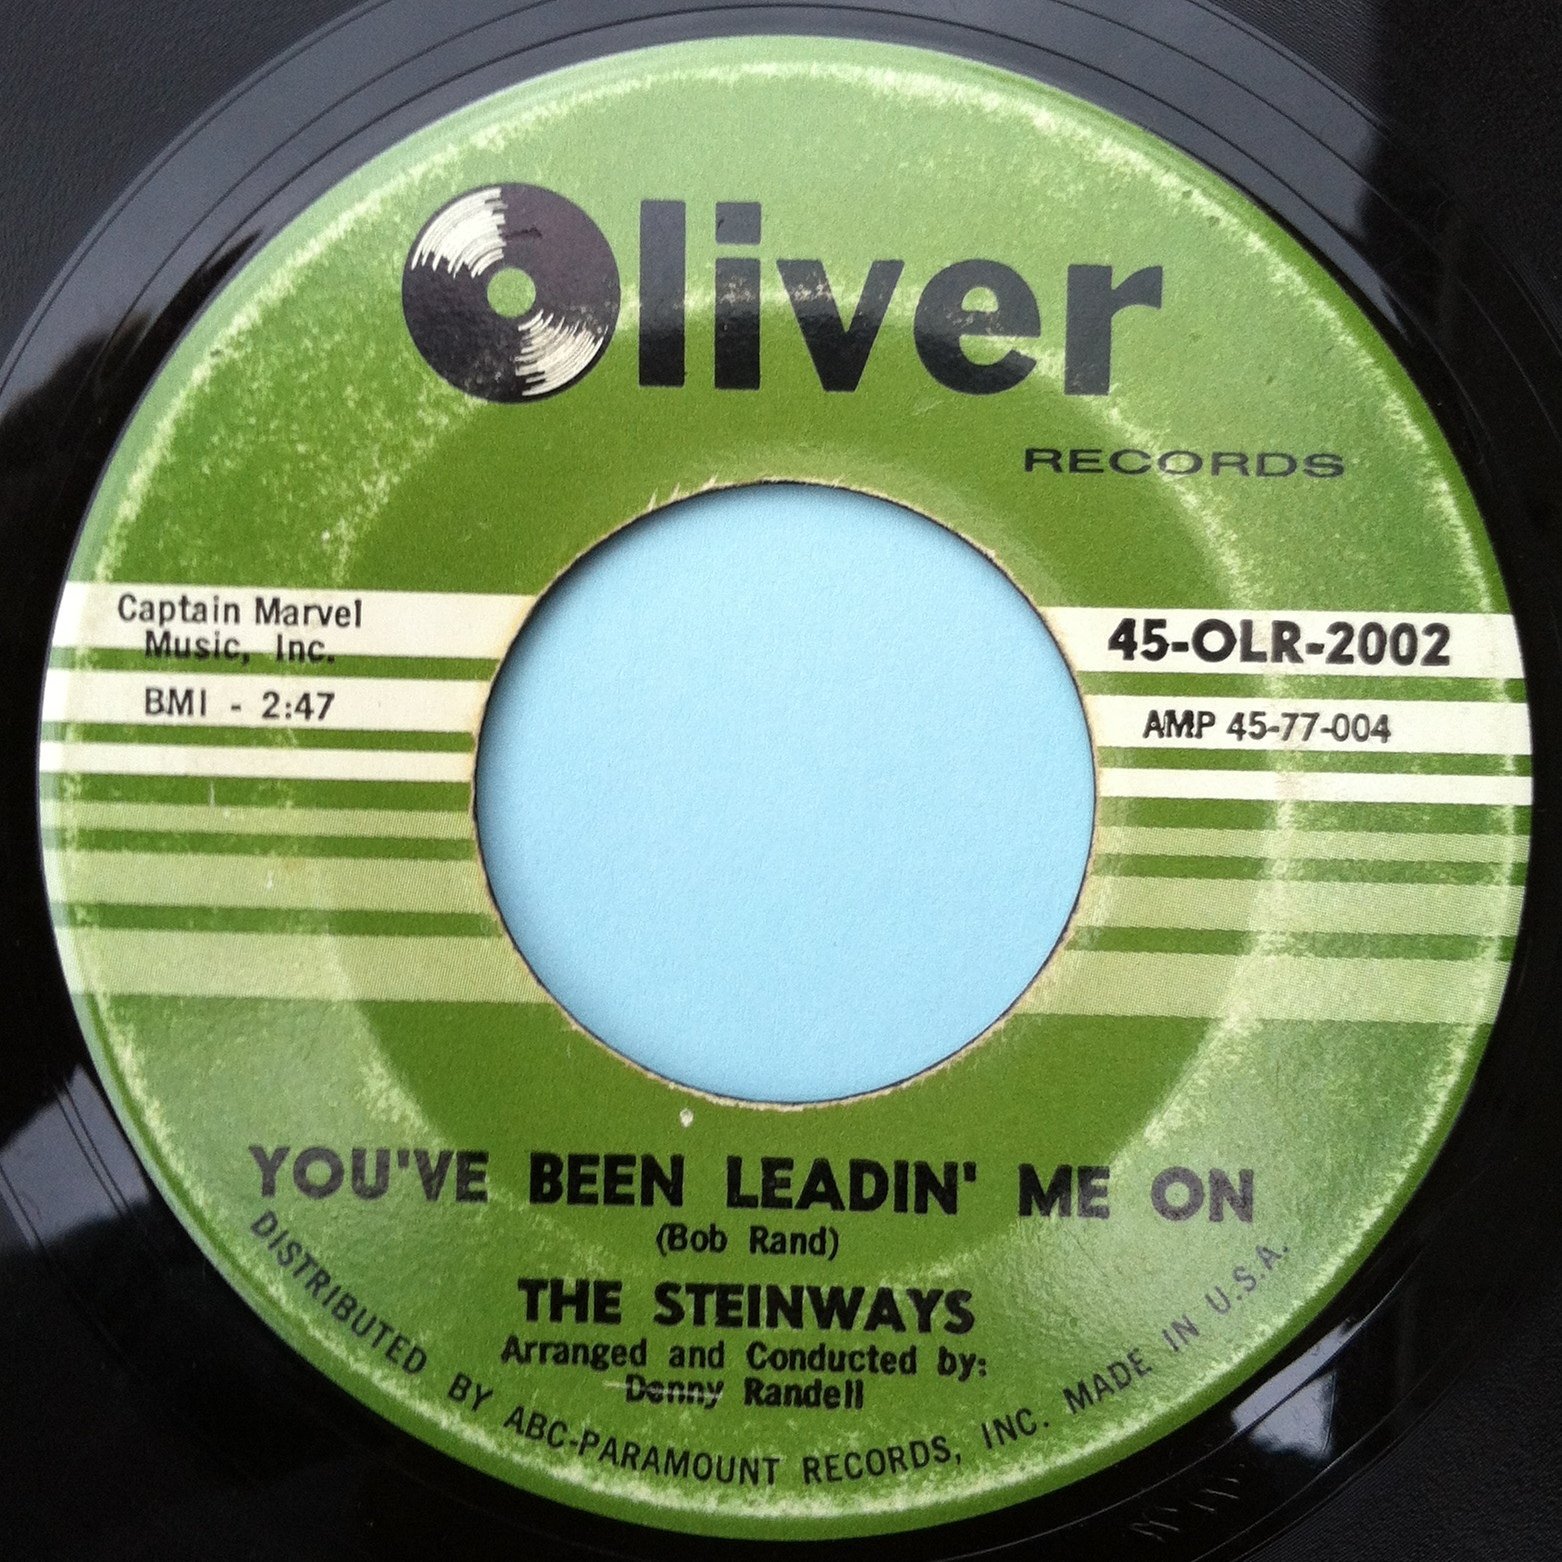 Oliver
RECORDS
Captain Marvel
Music, Inc.
BMI - 2:47
45-OLR-2002
AMP 45-77-004
YOU'VE BEEN LEADIN' ME ON
(Bob Rand)
THE STEINWAYS
Arranged and Conducted by:
Denny Randell
DISTRIBUTED BY ABC-PARAMOUNT RECORDS, INC. MADE IN U.S.A.